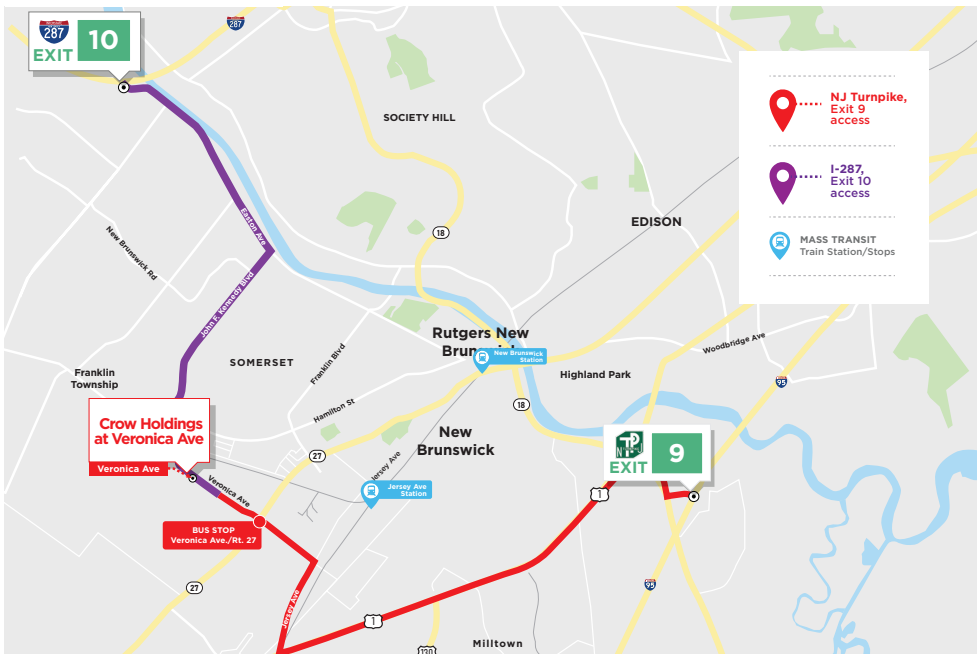 287
EXIT
10
287
SOCIETY HILL
NJ Turnpike,
Exit 9
access
I-287,
Exit 10
access
MASS TRANSIT
Train Station/Stops
EDISON
18
Easton Ave
New Brunswick Rd
John F. Kennedy Blvd
Rutgers New
New Brunswick
Station
Woodbridge Ave
Highland Park
95
SOMERSET
Franklin Blvd
Franklin
Township
Hamilton St
18
Crow Holdings
at Veronica Ave
Veronica Ave
New
Brunswick
27
TP
EXIT
9
Veronica Ave
Jersey Ave
Jersey Ave
Station
1
BUS STOP
Veronica Ave./Rt. 27
27
95
Jersey Ave
1
Milltown
130